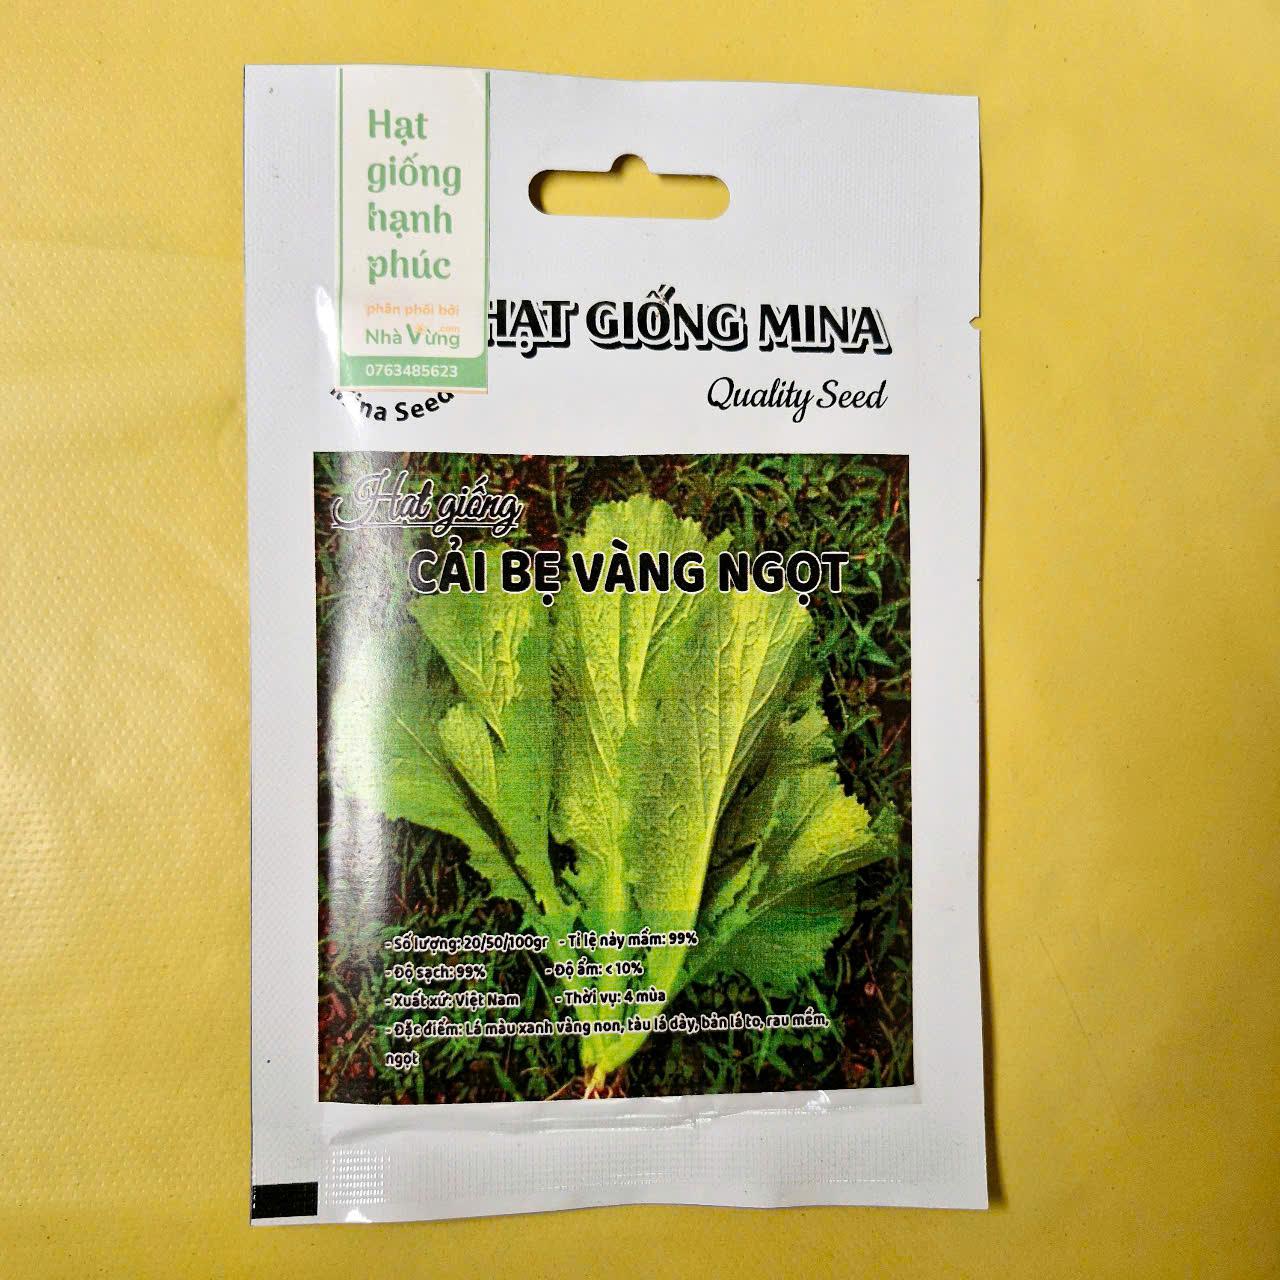 Hạt
giống
hạnh
phúc
phân phối bởi
NhàVừng
.com
0763485623
HẠT GIỐNG MINA
Mina Seed
Quality Seed
Hạt giống
CẢI BẸ VÀNG NGỌT
- Số lượng: 20/50/100gr - Tỉ lệ nảy mầm: 99%
- Độ sạch: 99% - Độ ẩm: < 10%
- Xuất xứ: Việt Nam - Thời vụ: 4 mùa
- Đặc điểm: Lá màu xanh vàng non, tàu lá dày, bản lá to, rau mềm,
ngọt